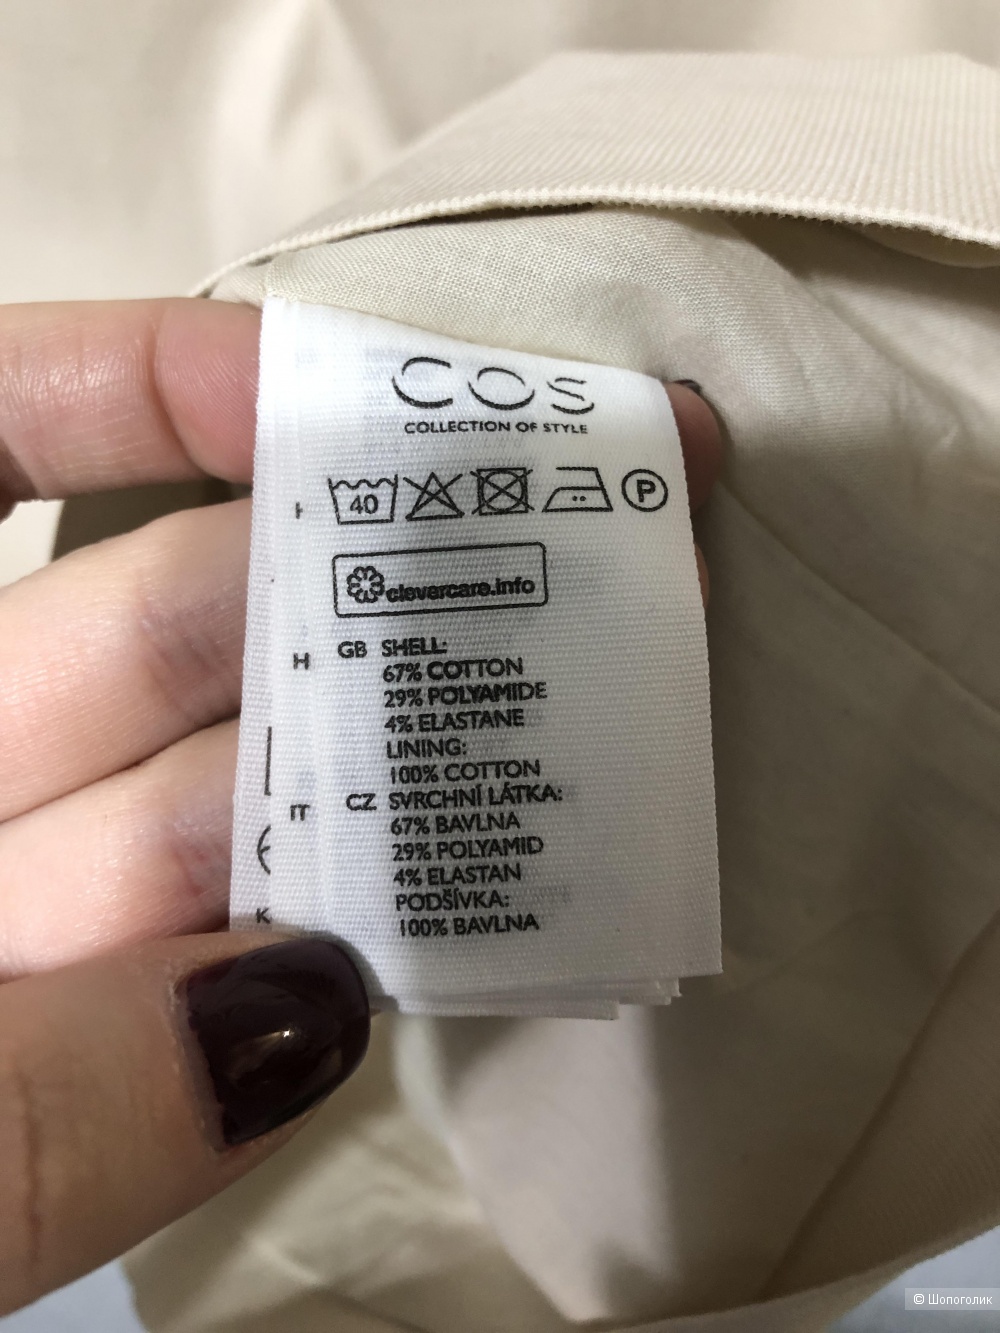 COS
COLLECTION OF STYLE
40 P
clevercare.info
GB SHELL:
67% COTTON
29% POLYAMIDE
4% ELASTANE
LINING:
100% COTTON
CZ SVRCHNÍ LÁTKA:
67% BAVLNA
29% POLYAMID
4% ELASTAN
PODŠÍVKA:
100% BAVLNA
H
IT
K
© Шопоголик